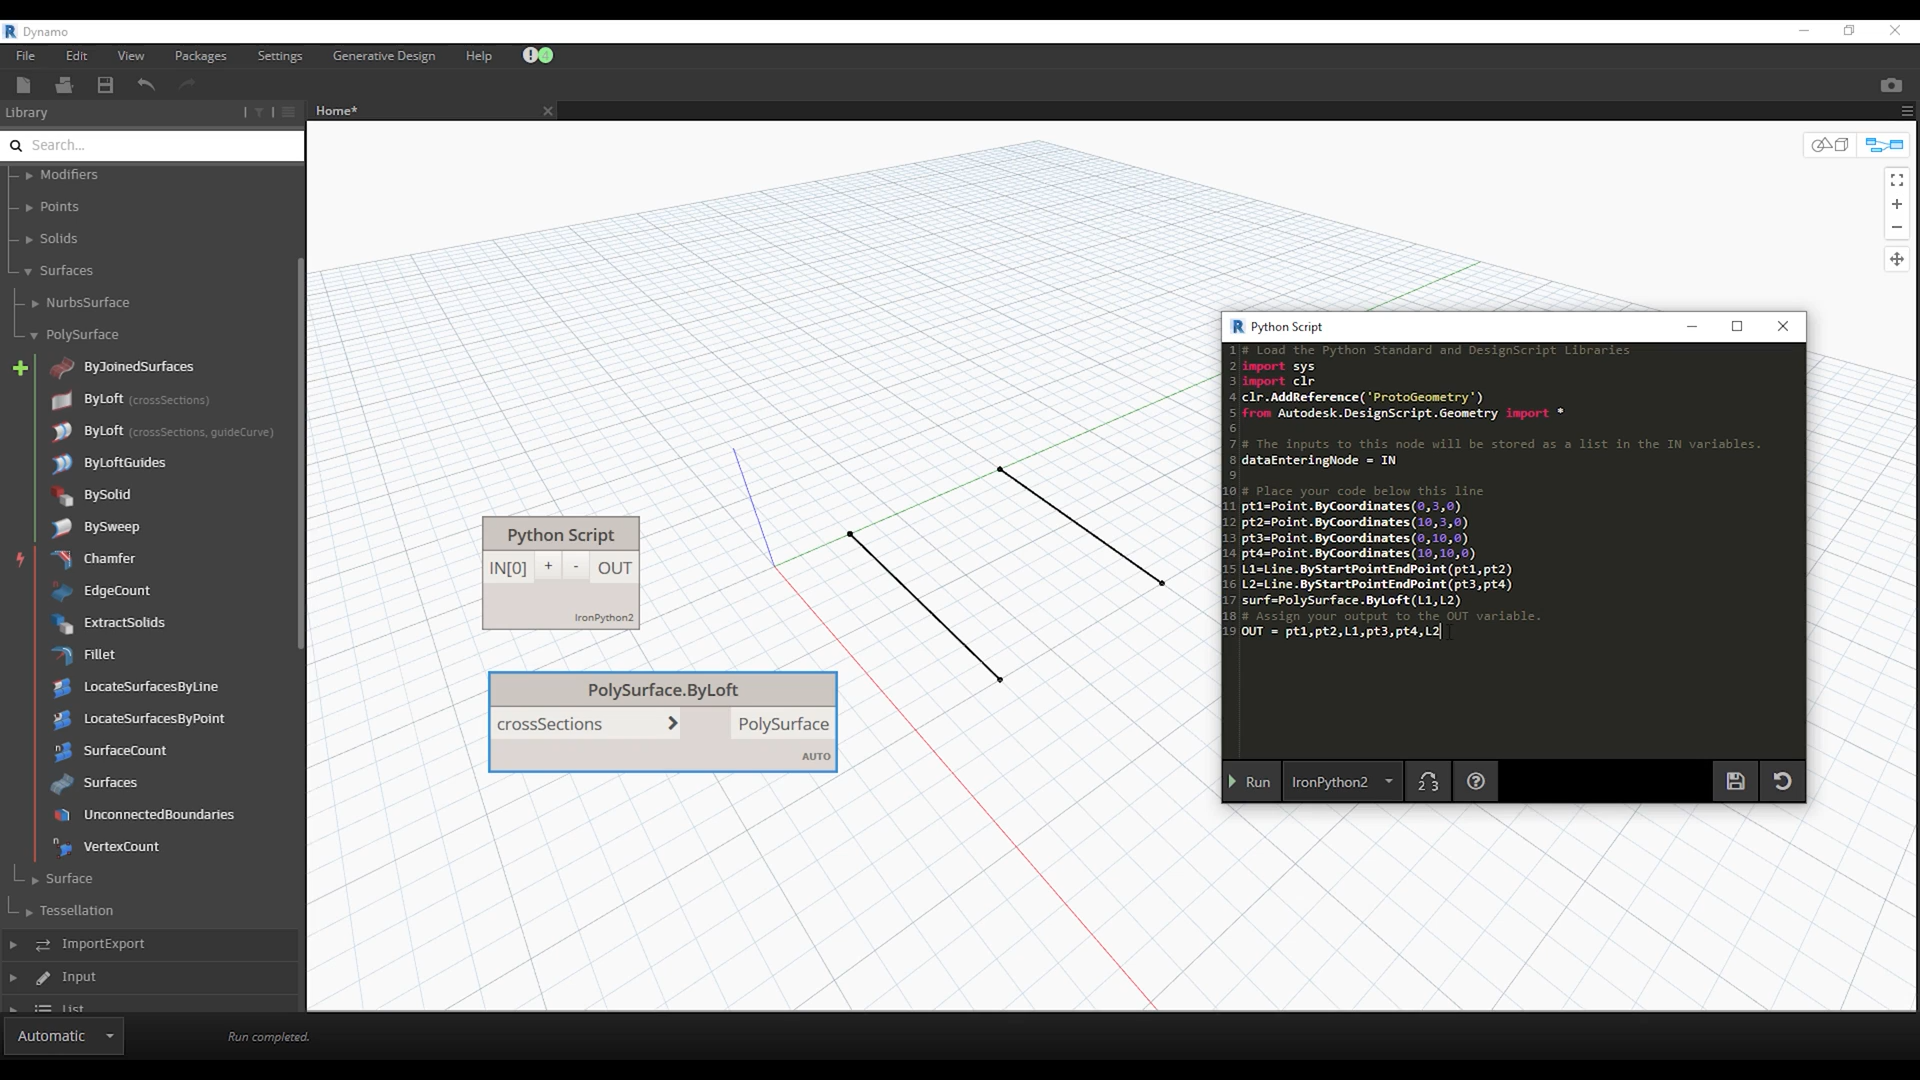 Dynamo
File Edit View Packages Settings Generative Design Help
Library
Home*
Search...
Modifiers
Points
Solids
Surfaces
NurbsSurface
PolySurface
ByJoinedSurfaces
ByLoft (crossSections)
ByLoft (crossSections, guideCurve)
ByLoftGuides
BySolid
BySweep
Chamfer
EdgeCount
ExtractSolids
Fillet
LocateSurfacesByLine
LocateSurfacesByPoint
SurfaceCount
Surfaces
UnconnectedBoundaries
VertexCount
Surface
Tessellation
ImportExport
Input
List
Automatic
Run completed.
Python Script
IN[0] + - OUT
IronPython2
PolySurface.ByLoft
crossSections PolySurface
AUTO
Python Script
1 # Load the Python Standard and DesignScript Libraries
2 import sys
3 import clr
4 clr.AddReference('ProtoGeometry')
5 from Autodesk.DesignScript.Geometry import *
6
7 # The inputs to this node will be stored as a list in the IN variables.
8 dataEnteringNode = IN
9
10 # Place your code below this line
11 pt1=Point.ByCoordinates(0,3,0)
12 pt2=Point.ByCoordinates(10,3,0)
13 pt3=Point.ByCoordinates(0,10,0)
14 pt4=Point.ByCoordinates(10,10,0)
15 L1=Line.ByStartPointEndPoint(pt1,pt2)
16 L2=Line.ByStartPointEndPoint(pt3,pt4)
17 surf=PolySurface.ByLoft(L1,L2)
18 # Assign your output to the OUT variable.
19 OUT = pt1,pt2,L1,pt3,pt4,L2
Run IronPython2